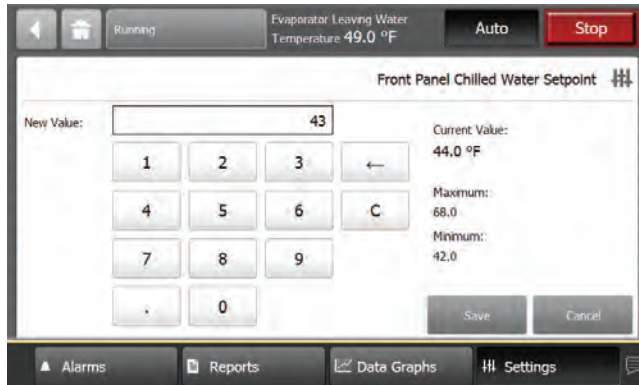 Running
Evaporator Leaving Water
Temperature 49.0 °F
Auto
Stop
Front Panel Chilled Water Setpoint
New Value:
43
Current Value:
44.0 °F
1 2 3 ←
4 5 6 C
Maximum:
68.0
Minimum:
42.0
7 8 9
. 0
Save
Cancel
Alarms
Reports
Data Graphs
Settings